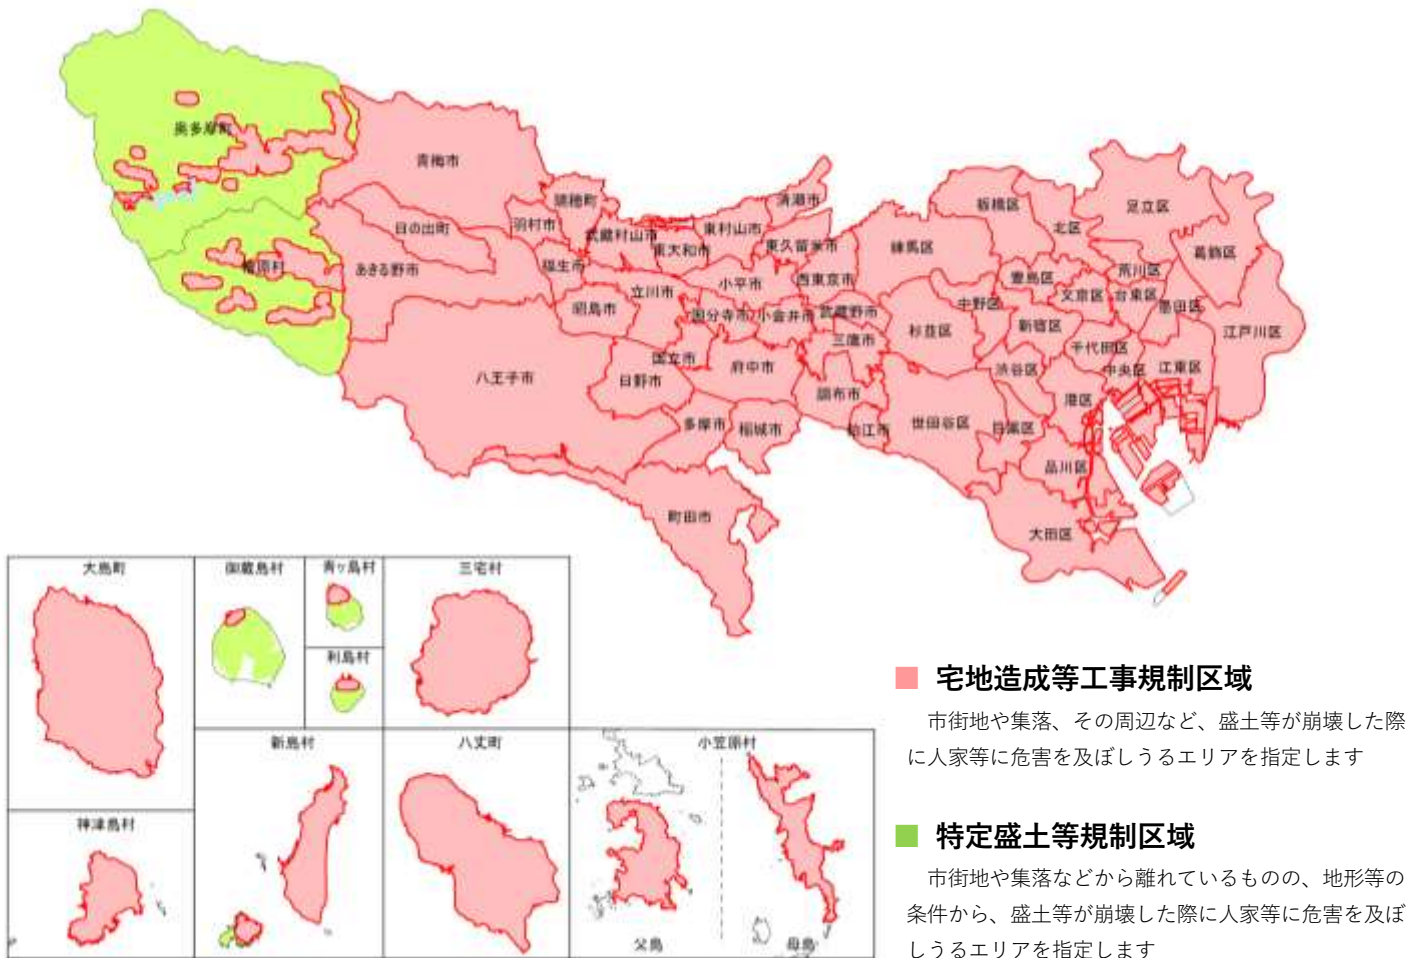 奥多摩町
青梅市
瑞穂町
清瀬市
板橋区
足立区
北区
日の出町
羽村市
武蔵村山市
東村山市
東大和市
東久留米市
練馬区
葛飾区
檜原村
あきる野市
福生市
立川市
小平市
西東京市
豊島区
荒川区
昭島市
国分寺市
小金井市
武蔵野市
中野区
文京区
台東区
墨田区
杉並区
新宿区
江戸川区
三鷹市
千代田区
国立市
府中市
渋谷区
中央区
江東区
八王子市
日野市
調布市
港区
多摩市
稲城市
狛江市
世田谷区
目黒区
品川区
町田市
大田区
大島町
御蔵島村
青ヶ島村
三宅村
利島村
新島村
八丈町
小笠原村
神津島村
父島
母島
宅地造成等工事規制区域
市街地や集落、その周辺など、盛土等が崩壊した際
に人家等に危害を及ぼしうるエリアを指定します
特定盛土等規制区域
市街地や集落などから離れているものの、地形等の
条件から、盛土等が崩壊した際に人家等に危害を及ぼ
しうるエリアを指定します